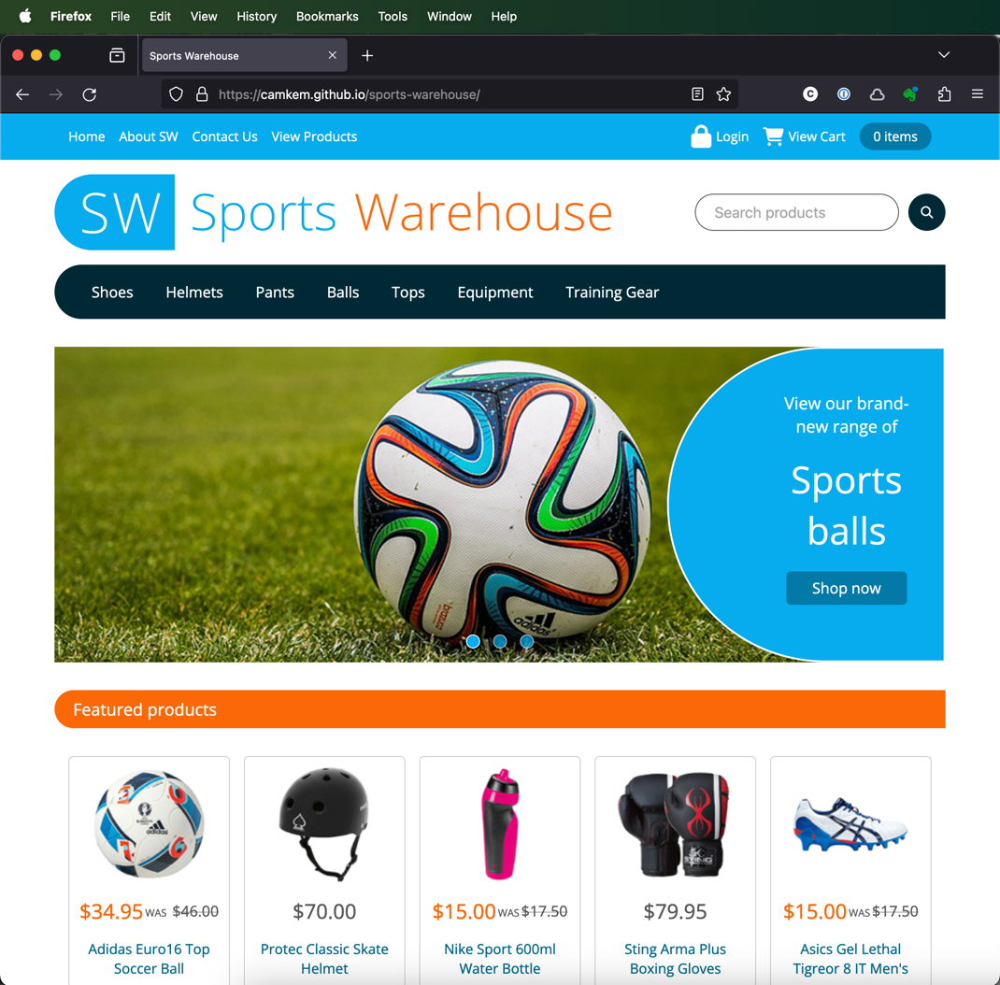 Firefox File Edit View History Bookmarks Tools Window Help
Sports Warehouse
https://camkem.github.io/sports-warehouse/
Home About SW Contact Us View Products Login View Cart 0 items
SW Sports Warehouse
Search products
Shoes Helmets Pants Balls Tops Equipment Training Gear
View our brand-
new range of
Sports
balls
Shop now
brazuca
adidas
Featured products
adidas
STING
$34.95 WAS $46.00
$70.00
$15.00 WAS $17.50
$79.95
$15.00 WAS $17.50
Adidas Euro16 Top
Soccer Ball
Protec Classic Skate
Helmet
Nike Sport 600ml
Water Bottle
Sting Arma Plus
Boxing Gloves
Asics Gel Lethal
Tigreor 8 IT Men's